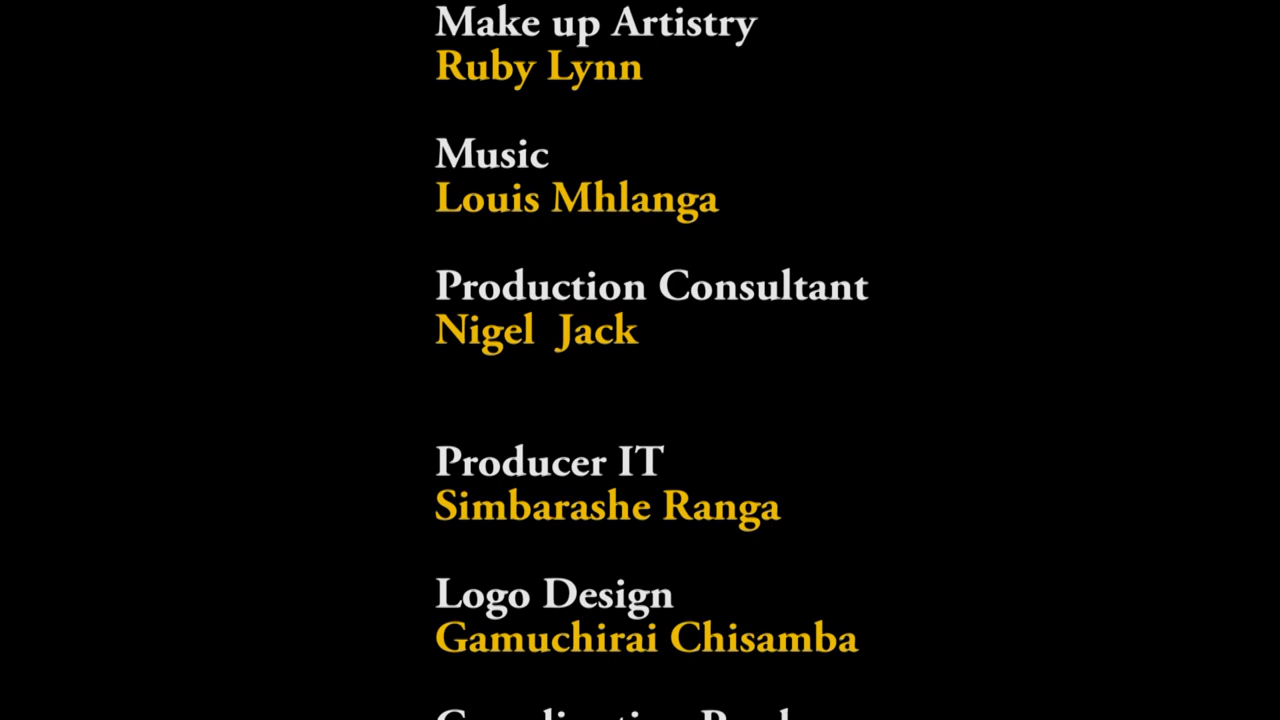 Make up Artistry
Ruby Lynn
Music
Louis Mhlanga
Production Consultant
Nigel  Jack
Producer IT
Simbarashe Ranga
Logo Design
Gamuchirai Chisamba